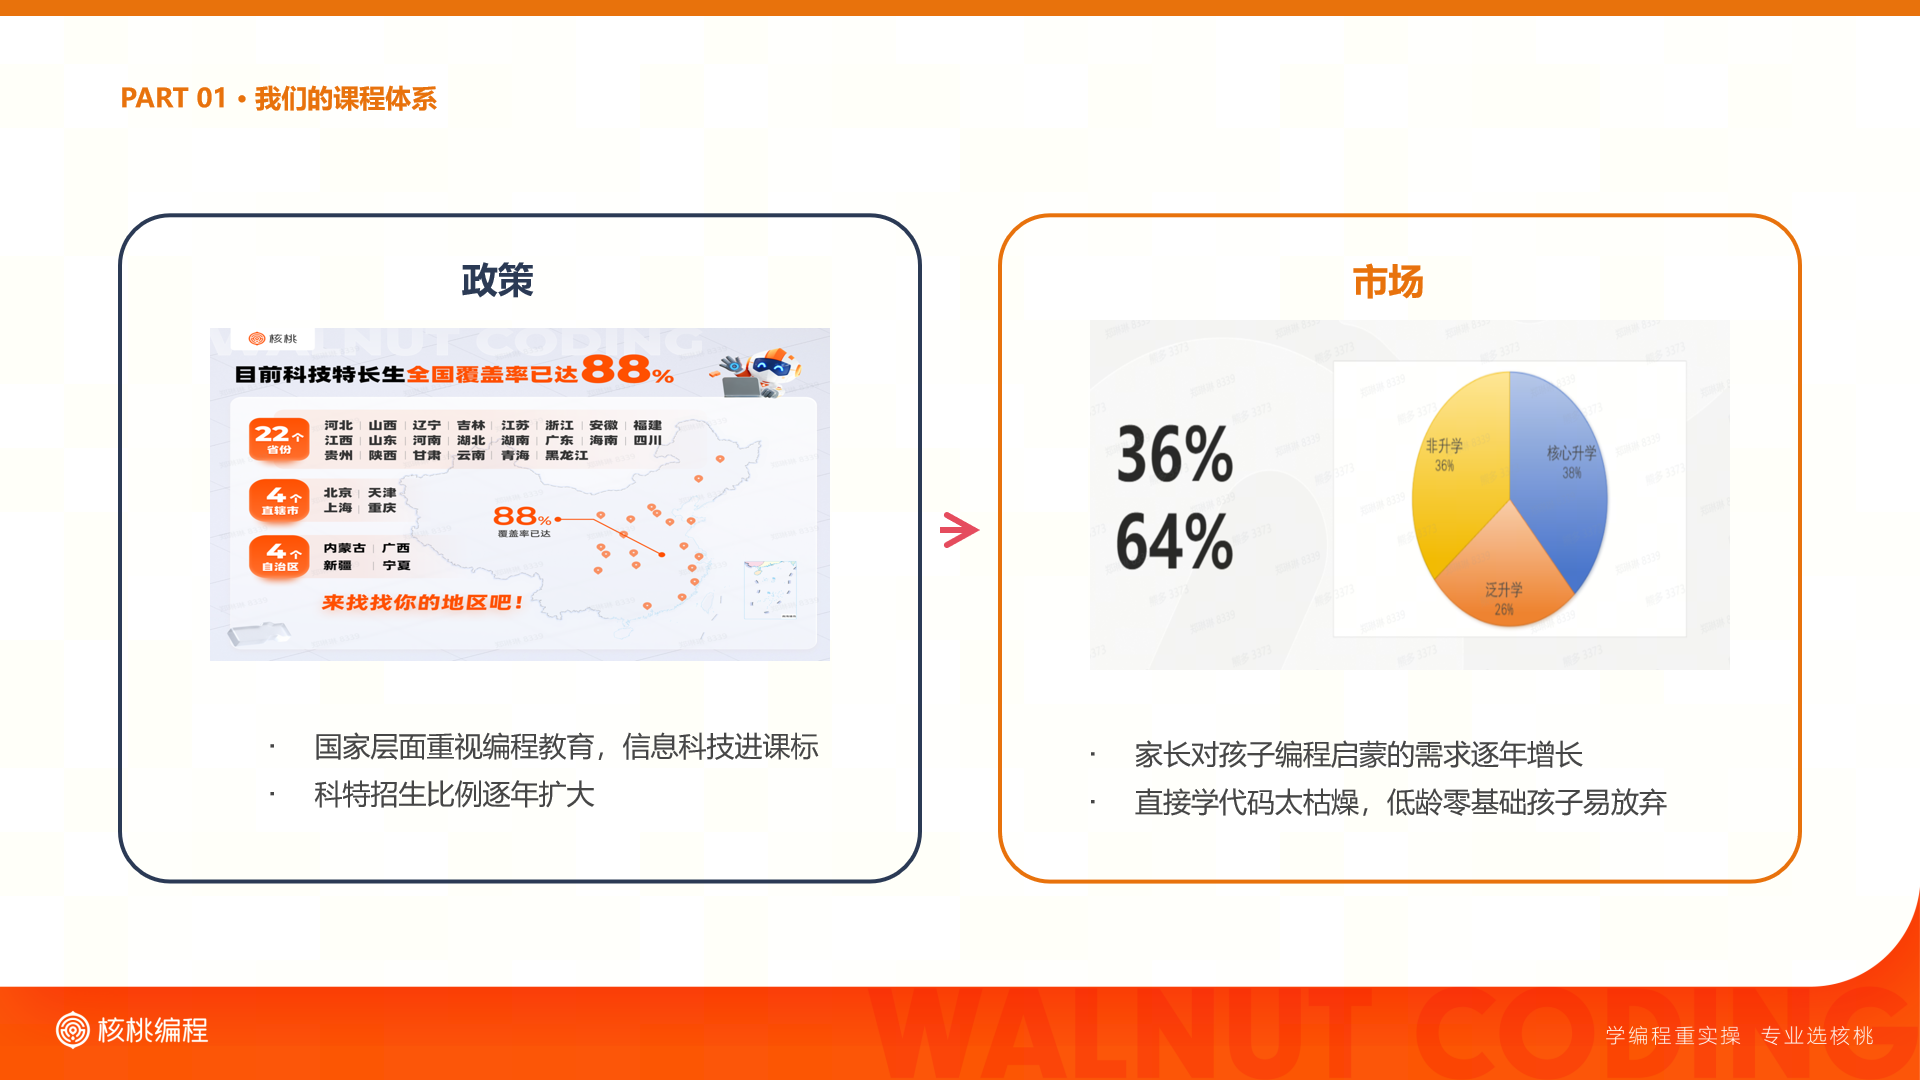 PART 01 · 我们的课程体系
政策
核桃
WALNUT CODING
目前科技特长生全国覆盖率已达88%
22个
省份
河北 山西 辽宁 吉林 江苏 浙江 安徽 福建
江西 山东 河南 湖北 湖南 广东 海南 四川
贵州 陕西 甘肃 云南 青海 黑龙江
4个
直辖市
北京 天津
上海 重庆
4个
自治区
内蒙古 广西
新疆 宁夏
88%
覆盖率已达
来找找你的地区吧!
· 国家层面重视编程教育，信息科技进课标
· 科特招生比例逐年扩大
市场
36%
64%
非升学
36%
核心升学
38%
泛升学
26%
· 家长对孩子编程启蒙的需求逐年增长
· 直接学代码太枯燥，低龄零基础孩子易放弃
核桃编程
WALNUT CODING
学编程重实操 专业选核桃